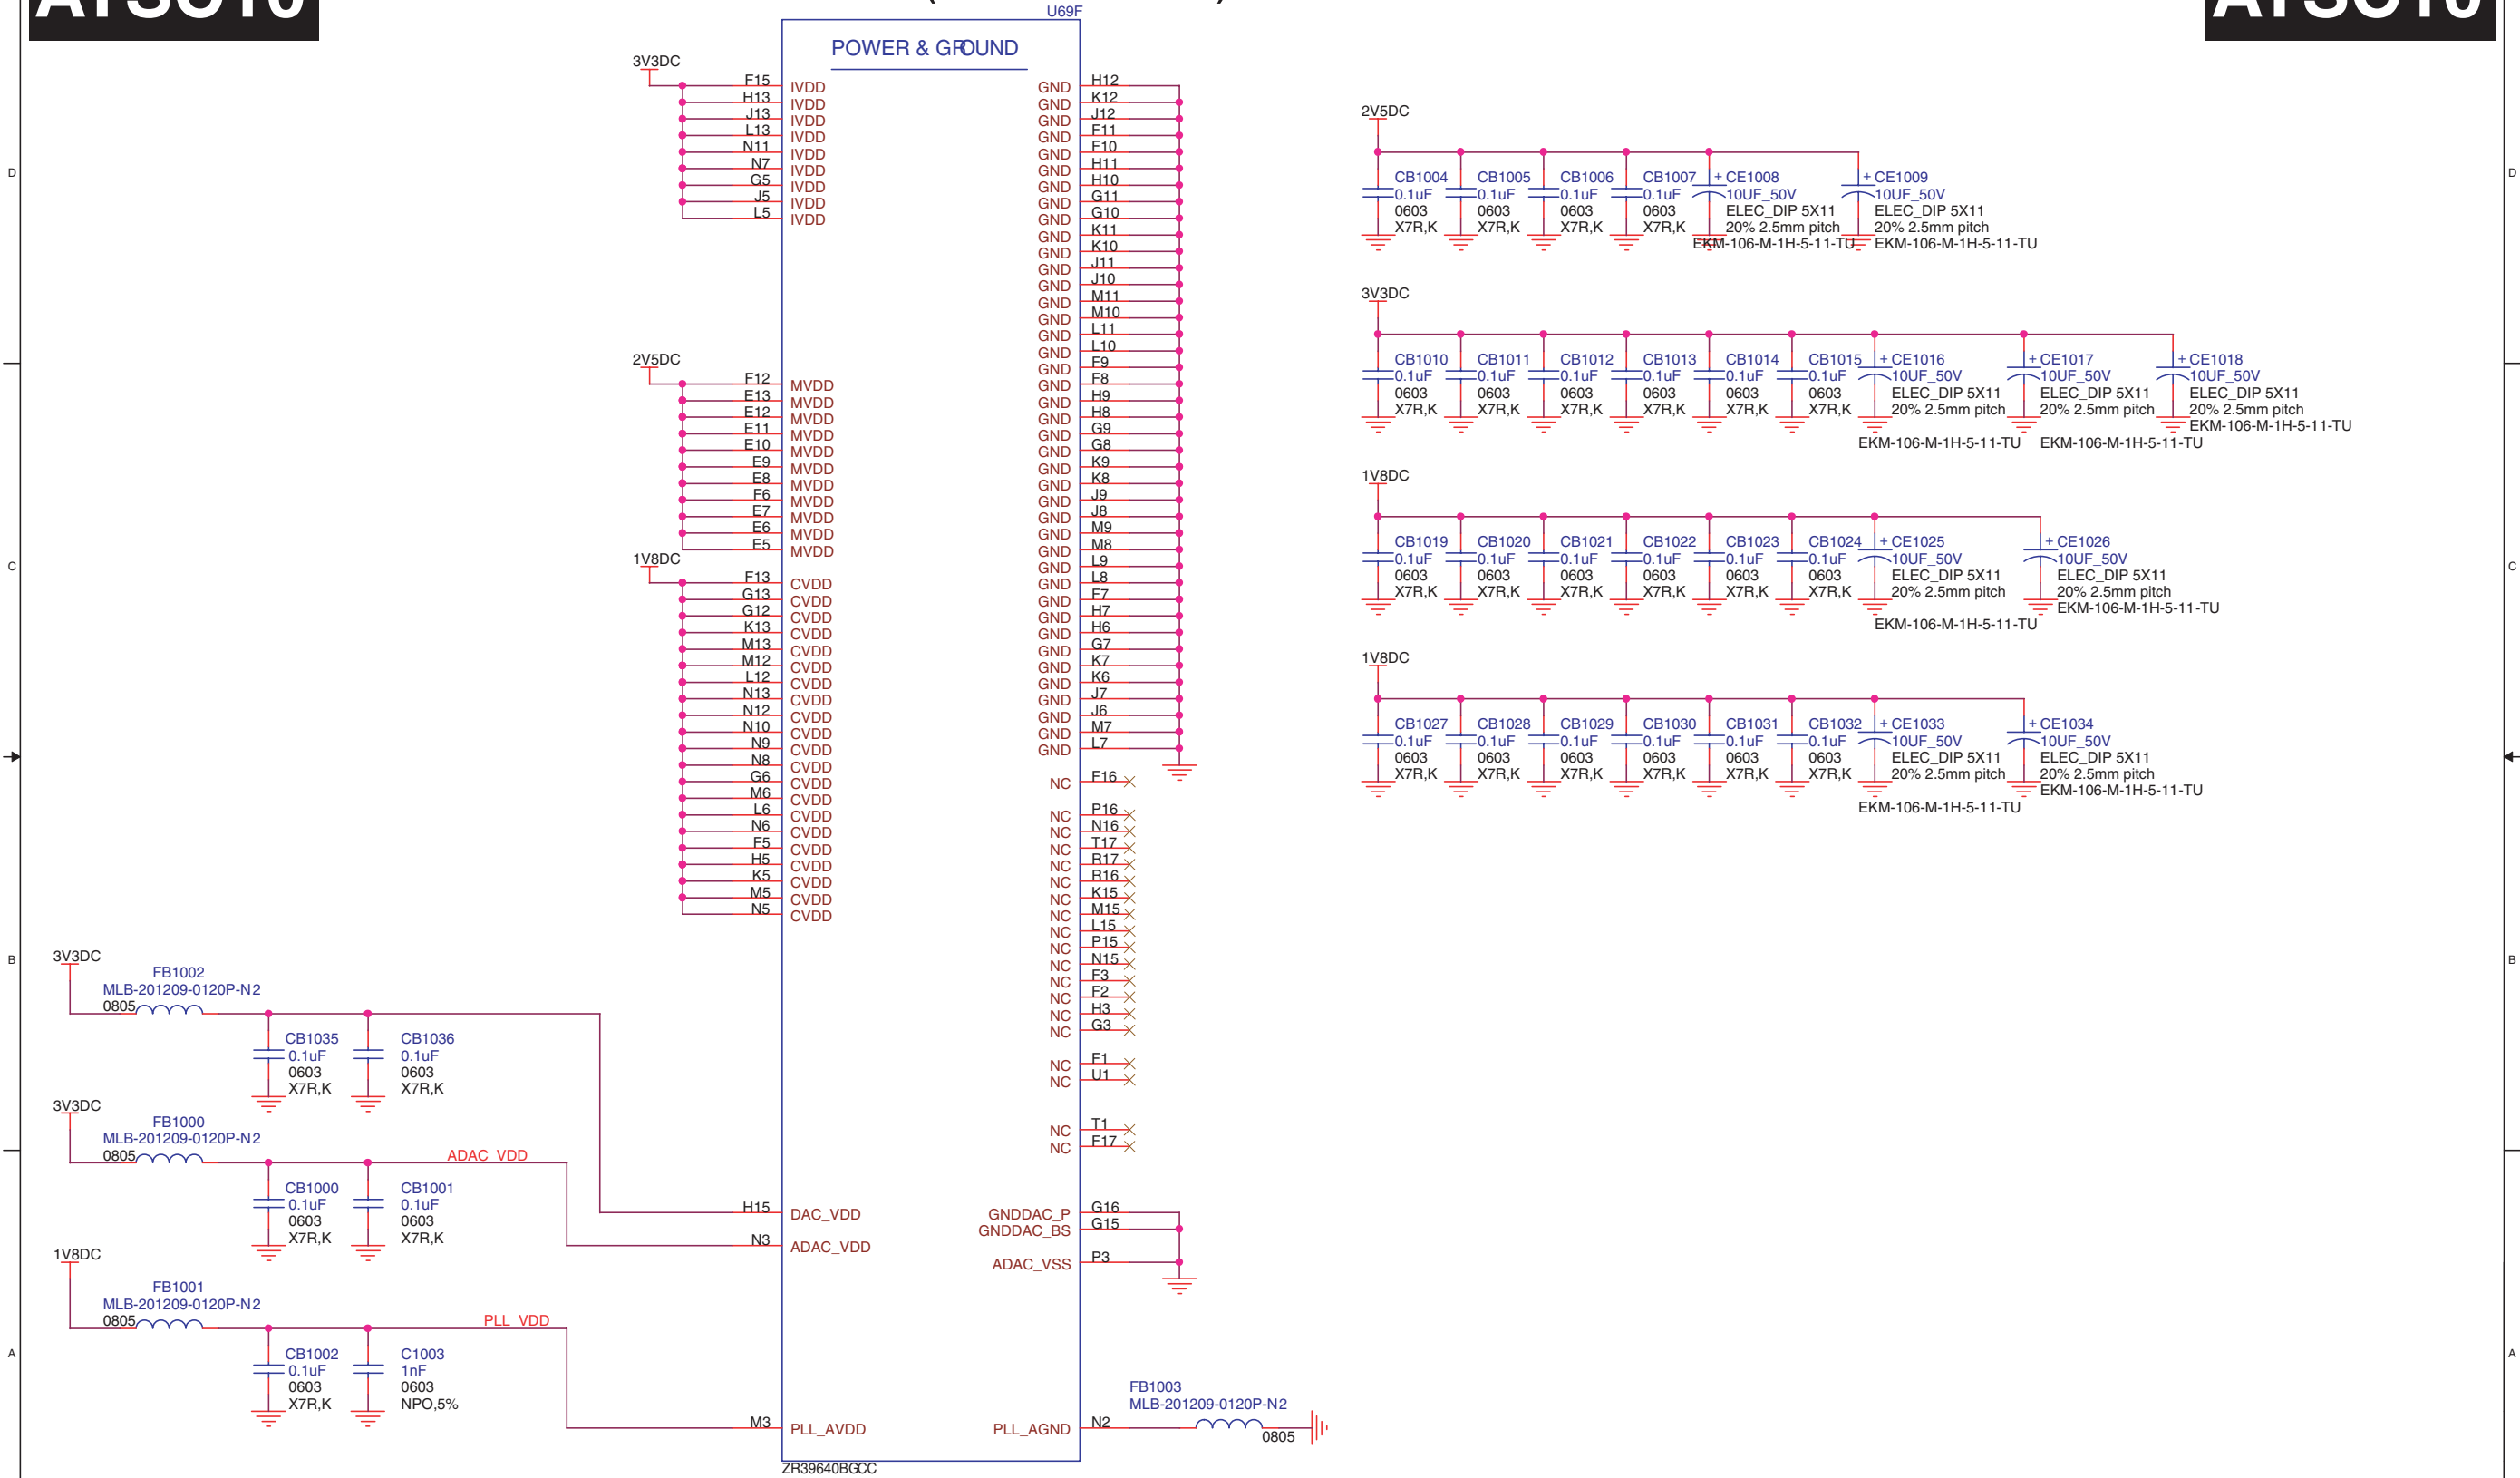 ATSC10
ATSC10
U69F
POWER & GROUND
3V3DC
F15 IVDD
H13 IVDD
J13 IVDD
L13 IVDD
N11 IVDD
N7 IVDD
G5 IVDD
J5 IVDD
L5 IVDD
2V5DC
F12 MVDD
E13 MVDD
E12 MVDD
E11 MVDD
E10 MVDD
E9 MVDD
E8 MVDD
F6 MVDD
E7 MVDD
E6 MVDD
E5 MVDD
1V8DC
F13 CVDD
G13 CVDD
G12 CVDD
K13 CVDD
M13 CVDD
M12 CVDD
L12 CVDD
N13 CVDD
N12 CVDD
N10 CVDD
N9 CVDD
N8 CVDD
G6 CVDD
M6 CVDD
L6 CVDD
N6 CVDD
F5 CVDD
H5 CVDD
K5 CVDD
M5 CVDD
N5 CVDD
H15 DAC_VDD
N3 ADAC_VDD
M3 PLL_AVDD
GND H12
GND K12
GND J12
GND F11
GND F10
GND H11
GND H10
GND G11
GND G10
GND K11
GND K10
GND J11
GND J10
GND M11
GND M10
GND L11
GND L10
GND F9
GND F8
GND H9
GND H8
GND G9
GND G8
GND K9
GND K8
GND J9
GND J8
GND M9
GND M8
GND L9
GND L8
GND F7
GND H7
GND H6
GND G7
GND K7
GND K6
GND J7
GND J6
GND M7
GND L7
NC F16
NC P16
NC N16
NC T17
NC R17
NC R16
NC K15
NC M15
NC L15
NC P15
NC N15
NC F3
NC F2
NC H3
NC G3
NC F1
NC U1
NC T1
NC F17
GNDDAC_P G16
GNDDAC_BS G15
ADAC_VSS P3
PLL_AGND N2
FB1003
MLB-201209-0120P-N2
0805
ZR39640BGCC
2V5DC
CB1004 CB1005 CB1006 CB1007 + CE1008 + CE1009
0.1uF 0.1uF 0.1uF 0.1uF 10UF_50V 10UF_50V
0603 0603 0603 0603 ELEC_DIP 5X11 ELEC_DIP 5X11
X7R,K X7R,K X7R,K X7R,K 20% 2.5mm pitch 20% 2.5mm pitch
EKM-106-M-1H-5-11-TU EKM-106-M-1H-5-11-TU
3V3DC
CB1010 CB1011 CB1012 CB1013 CB1014 CB1015 + CE1016 + CE1017 + CE1018
0.1uF 0.1uF 0.1uF 0.1uF 0.1uF 0.1uF 10UF_50V 10UF_50V 10UF_50V
0603 0603 0603 0603 0603 0603 ELEC_DIP 5X11 ELEC_DIP 5X11 ELEC_DIP 5X11
X7R,K X7R,K X7R,K X7R,K X7R,K X7R,K 20% 2.5mm pitch 20% 2.5mm pitch 20% 2.5mm pitch
EKM-106-M-1H-5-11-TU
EKM-106-M-1H-5-11-TU EKM-106-M-1H-5-11-TU
1V8DC
CB1019 CB1020 CB1021 CB1022 CB1023 CB1024 + CE1025 + CE1026
0.1uF 0.1uF 0.1uF 0.1uF 0.1uF 0.1uF 10UF_50V 10UF_50V
0603 0603 0603 0603 0603 0603 ELEC_DIP 5X11 ELEC_DIP 5X11
X7R,K X7R,K X7R,K X7R,K X7R,K X7R,K 20% 2.5mm pitch 20% 2.5mm pitch
EKM-106-M-1H-5-11-TU
EKM-106-M-1H-5-11-TU
1V8DC
CB1027 CB1028 CB1029 CB1030 CB1031 CB1032 + CE1033 + CE1034
0.1uF 0.1uF 0.1uF 0.1uF 0.1uF 0.1uF 10UF_50V 10UF_50V
0603 0603 0603 0603 0603 0603 ELEC_DIP 5X11 ELEC_DIP 5X11
X7R,K X7R,K X7R,K X7R,K X7R,K X7R,K 20% 2.5mm pitch 20% 2.5mm pitch
EKM-106-M-1H-5-11-TU
EKM-106-M-1H-5-11-TU
3V3DC
FB1002
MLB-201209-0120P-N2
0805
CB1035 CB1036
0.1uF 0.1uF
0603 0603
X7R,K X7R,K
3V3DC
FB1000
MLB-201209-0120P-N2
0805
ADAC_VDD
CB1000 CB1001
0.1uF 0.1uF
0603 0603
X7R,K X7R,K
1V8DC
FB1001
MLB-201209-0120P-N2
0805
PLL_VDD
CB1002 C1003
0.1uF 1nF
0603 0603
X7R,K NPO,5%
D D
C C
B B
A A